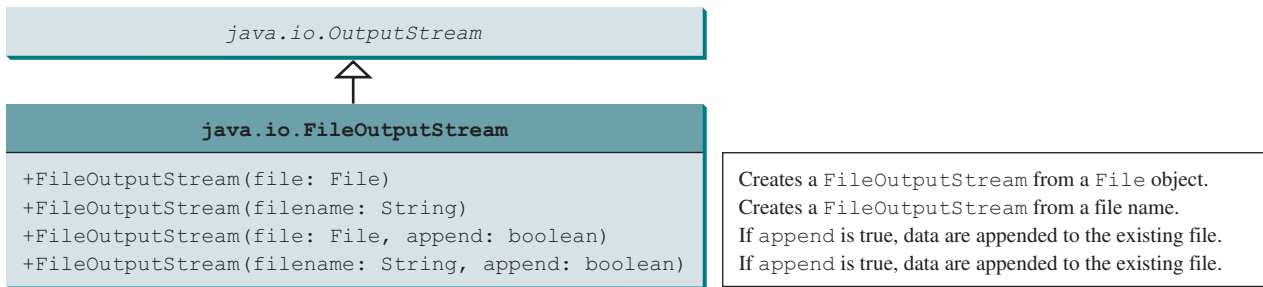 java.io.OutputStream
java.io.FileOutputStream
+FileOutputStream(file: File)
+FileOutputStream(filename: String)
+FileOutputStream(file: File, append: boolean)
+FileOutputStream(filename: String, append: boolean)
Creates a FileOutputStream from a File object.
Creates a FileOutputStream from a file name.
If append is true, data are appended to the existing file.
If append is true, data are appended to the existing file.